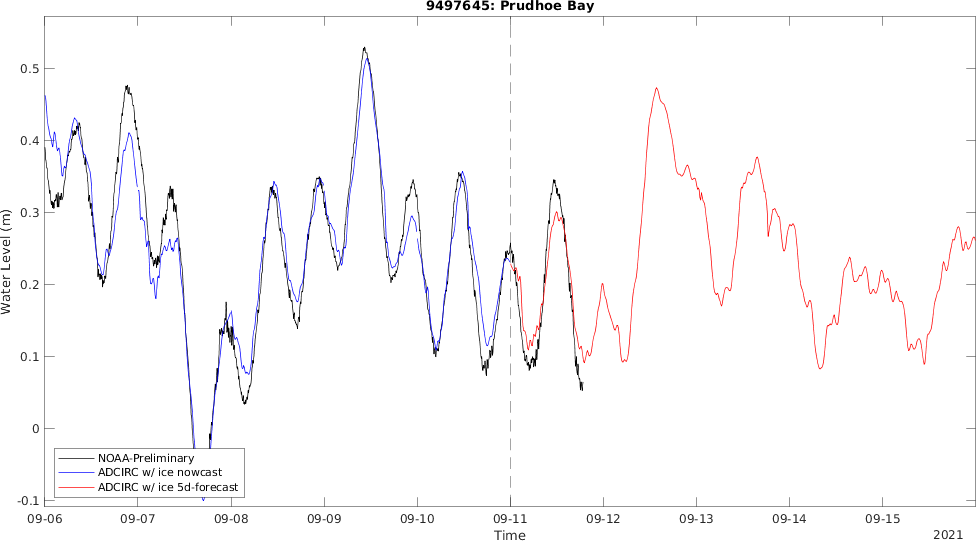 9497645: Prudhoe Bay
Water Level (m)
0.5
0.4
0.3
0.2
0.1
0
-0.1
NOAA-Preliminary
ADCIRC w/ ice nowcast
ADCIRC w/ ice 5d-forecast
09-06 09-07 09-08 09-09 09-10 09-11 09-12 09-13 09-14 09-15
Time
2021